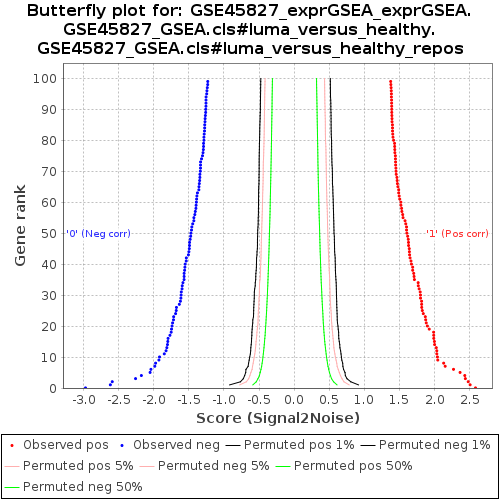 Butterfly plot for: GSE45827_exprGSEA_exprGSEA.
GSE45827_GSEA.cls#luma_versus_healthy.
GSE45827_GSEA.cls#luma_versus_healthy_repos
100
90
80
70
60
50
40
30
20
10
0
Gene rank
'0' (Neg corr)
'1' (Pos corr)
-3.0 -2.5 -2.0 -1.5 -1.0 -0.5 0.0 0.5 1.0 1.5 2.0 2.5
Score (Signal2Noise)
Observed pos Observed neg Permuted pos 1% Permuted neg 1%
Permuted pos 5% Permuted neg 5% Permuted pos 50%
Permuted neg 50%